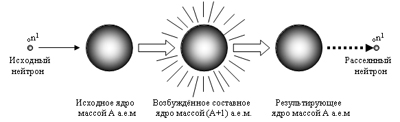 ₀n¹
Исходный
нейтрон
₀n¹
Рассеянный
нейтрон
Исходное ядро
массой А а.е.м
Возбуждённое составное
ядро массой (А+1) а.е.м.
Результирующее
ядро массой А а.е.м